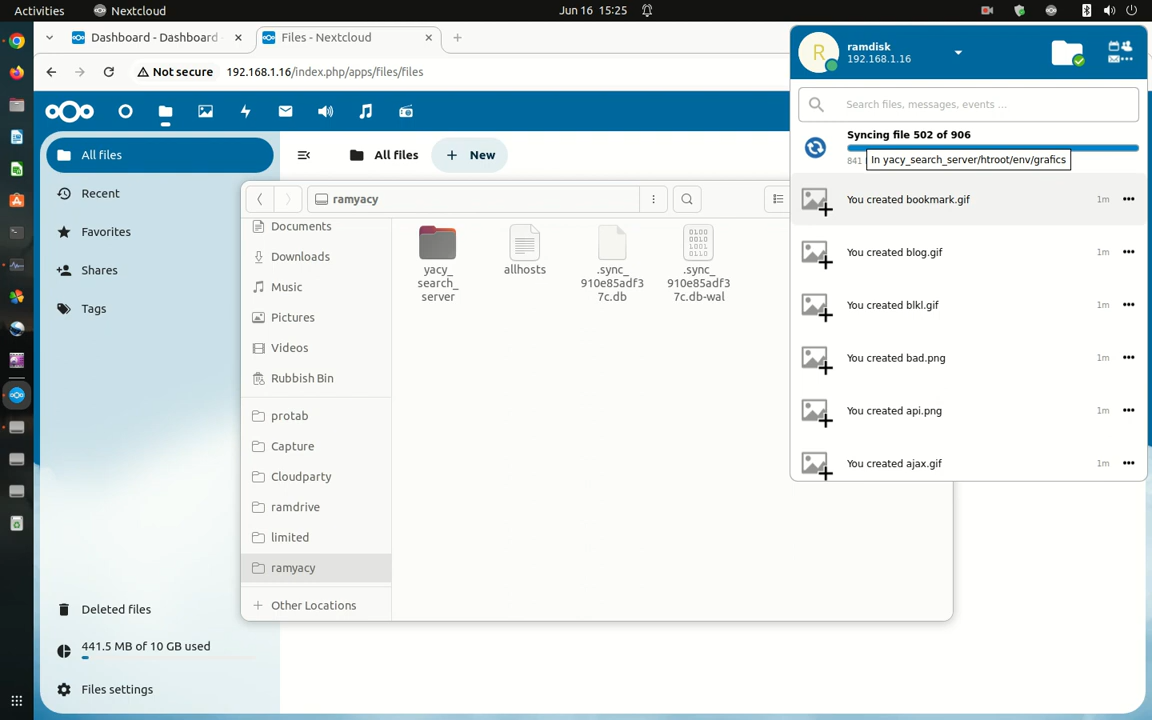 Activities
Nextcloud
Jun 16 15:25
Dashboard - Dashboard
Files - Nextcloud
Not secure
192.168.1.16/index.php/apps/files/files
ramdisk
192.168.1.16
Search files, messages, events ...
Syncing file 502 of 906
841
In yacy_search_server/htroot/env/grafics
You created bookmark.gif
1m
You created blog.gif
1m
You created blkl.gif
1m
You created bad.png
1m
You created api.png
1m
You created ajax.gif
1m
All files
Recent
Favorites
Shares
Tags
Deleted files
441.5 MB of 10 GB used
Files settings
All files
New
ramyacy
Documents
Downloads
Music
Pictures
Videos
Rubbish Bin
protab
Capture
Cloudparty
ramdrive
limited
ramyacy
Other Locations
yacy_
search_
server
allhosts
.sync_
910e85adf3
7c.db
.sync_
910e85adf3
7c.db-wal